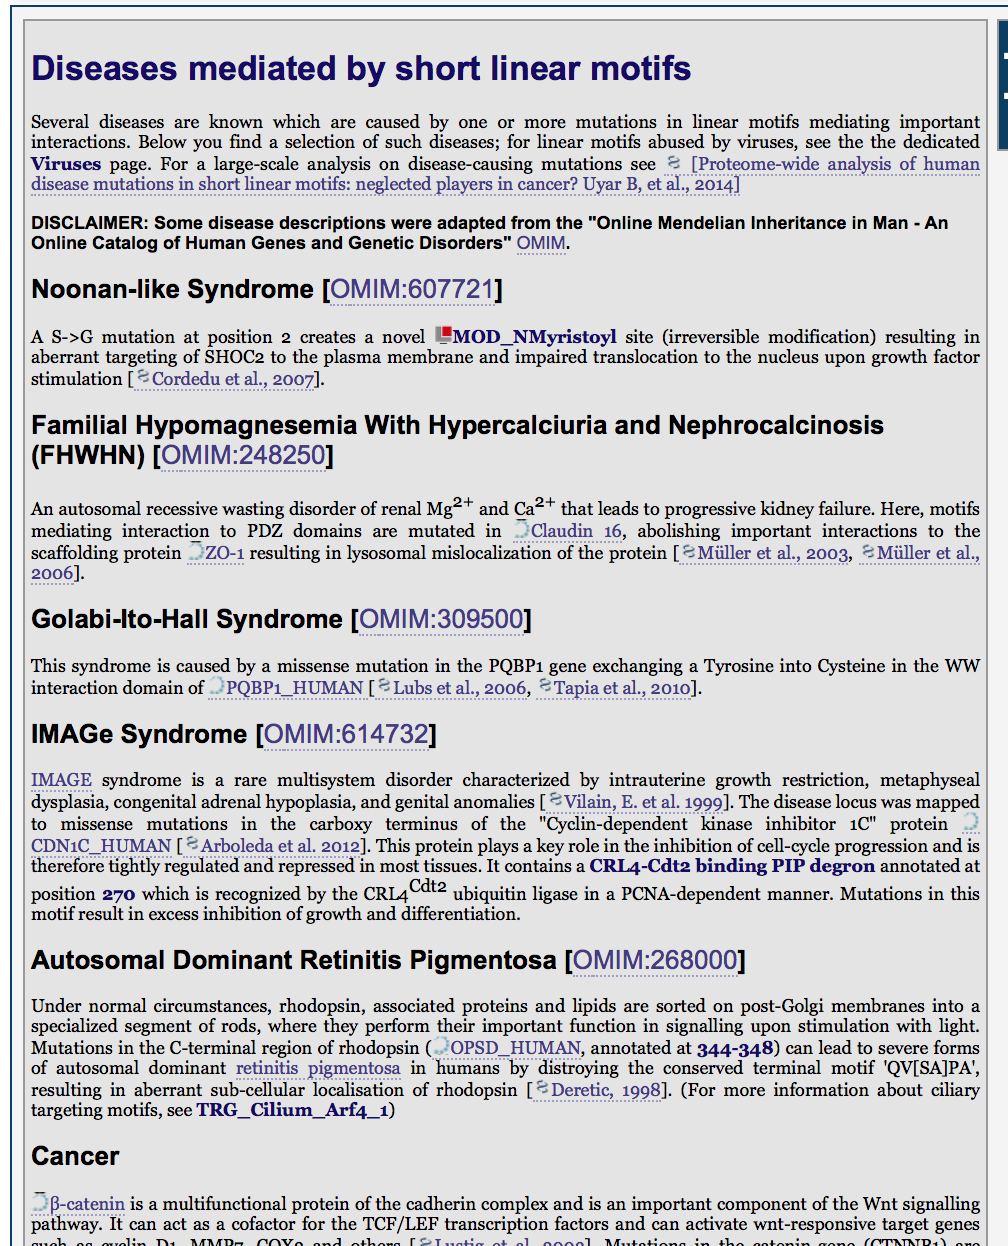 Diseases mediated by short linear motifs
Several diseases are known which are caused by one or more mutations in linear motifs mediating important
interactions. Below you find a selection of such diseases; for linear motifs abused by viruses, see the the dedicated
Viruses page. For a large-scale analysis on disease-causing mutations see [Proteome-wide analysis of human
disease mutations in short linear motifs: neglected players in cancer? Uyar B, et al., 2014]
DISCLAIMER: Some disease descriptions were adapted from the "Online Mendelian Inheritance in Man - An
Online Catalog of Human Genes and Genetic Disorders" OMIM.
Noonan-like Syndrome [OMIM:607721]
A S->G mutation at position 2 creates a novel MOD_NMyristoyl site (irreversible modification) resulting in
aberrant targeting of SHOC2 to the plasma membrane and impaired translocation to the nucleus upon growth factor
stimulation [Cordedu et al., 2007].
Familial Hypomagnesemia With Hypercalciuria and Nephrocalcinosis
(FHWHN) [OMIM:248250]
An autosomal recessive wasting disorder of renal Mg2+ and Ca2+ that leads to progressive kidney failure. Here, motifs
mediating interaction to PDZ domains are mutated in Claudin 16, abolishing important interactions to the
scaffolding protein ZO-1 resulting in lysosomal mislocalization of the protein [Müller et al., 2003, Müller et al.,
2006].
Golabi-Ito-Hall Syndrome [OMIM:309500]
This syndrome is caused by a missense mutation in the PQBP1 gene exchanging a Tyrosine into Cysteine in the WW
interaction domain of PQBP1_HUMAN [Lubs et al., 2006, Tapia et al., 2010].
IMAGe Syndrome [OMIM:614732]
IMAGE syndrome is a rare multisystem disorder characterized by intrauterine growth restriction, metaphyseal
dysplasia, congenital adrenal hypoplasia, and genital anomalies [Vilain, E. et al. 1999]. The disease locus was mapped
to missense mutations in the carboxy terminus of the "Cyclin-dependent kinase inhibitor 1C" protein
CDN1C_HUMAN [Arboleda et al. 2012]. This protein plays a key role in the inhibition of cell-cycle progression and is
therefore tightly regulated and repressed in most tissues. It contains a CRL4-Cdt2 binding PIP degron annotated at
position 270 which is recognized by the CRL4Cdt2 ubiquitin ligase in a PCNA-dependent manner. Mutations in this
motif result in excess inhibition of growth and differentiation.
Autosomal Dominant Retinitis Pigmentosa [OMIM:268000]
Under normal circumstances, rhodopsin, associated proteins and lipids are sorted on post-Golgi membranes into a
specialized segment of rods, where they perform their important function in signalling upon stimulation with light.
Mutations in the C-terminal region of rhodopsin (OPSD_HUMAN, annotated at 344-348) can lead to severe forms
of autosomal dominant retinitis pigmentosa in humans by distroying the conserved terminal motif 'QV[SA]PA',
resulting in aberrant sub-cellular localisation of rhodopsin [Deretic, 1998]. (For more information about ciliary
targeting motifs, see TRG_Cilium_Arf4_1)
Cancer
β-catenin is a multifunctional protein of the cadherin complex and is an important component of the Wnt signalling
pathway. It can act as a cofactor for the TCF/LEF transcription factors and can activate wnt-responsive target genes
such as cyclin D1, MMP7, COX2 and others [Lustig et al. 2002]. Mutations in the catenin gene (CTNNB1) are